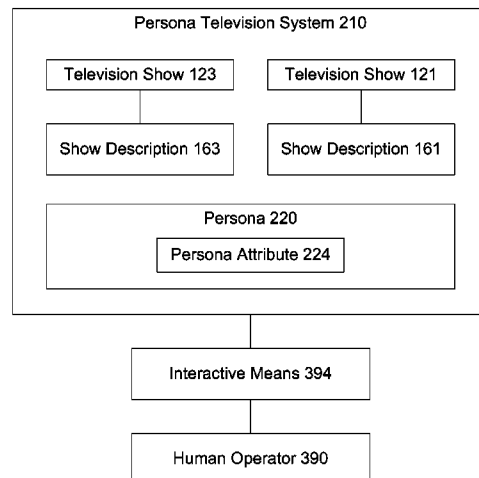 Persona Television System 210
Television Show 123
Television Show 121
Show Description 163
Show Description 161
Persona 220
Persona Attribute 224
Interactive Means 394
Human Operator 390